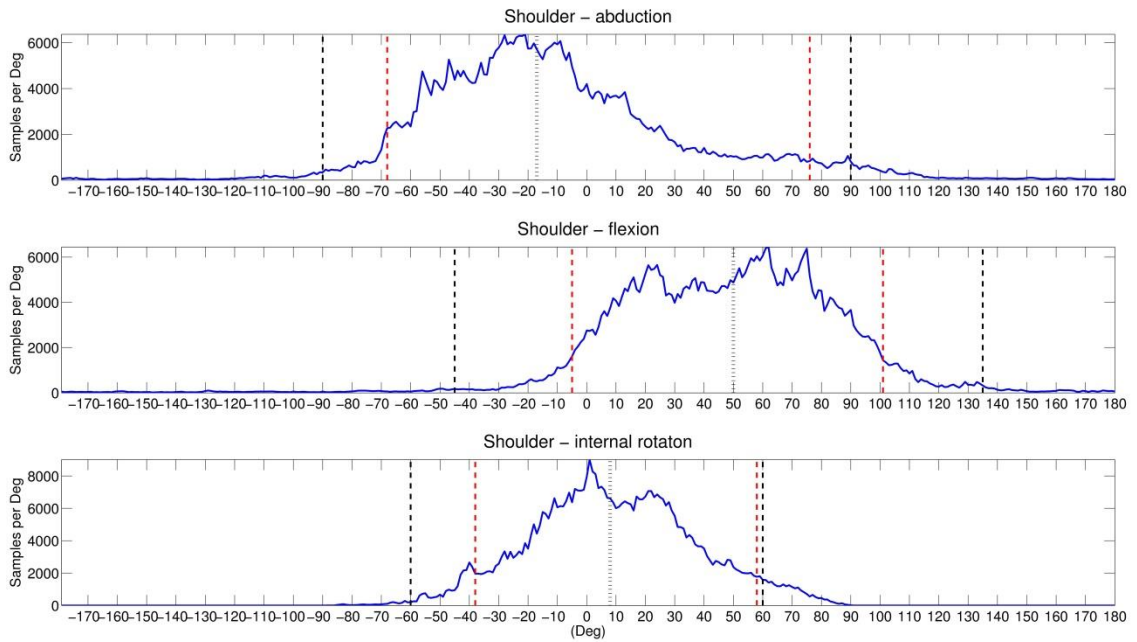 Shoulder − abduction
Samples per Deg
6000
4000
2000
0
−170 −160 −150 −140 −130 −120 −110 −100 −90 −80 −70 −60 −50 −40 −30 −20 −10 0 10 20 30 40 50 60 70 80 90 100 110 120 130 140 150 160 170 180
Shoulder − flexion
Samples per Deg
6000
4000
2000
0
−170 −160 −150 −140 −130 −120 −110 −100 −90 −80 −70 −60 −50 −40 −30 −20 −10 0 10 20 30 40 50 60 70 80 90 100 110 120 130 140 150 160 170 180
Shoulder − internal rotaton
Samples per Deg
8000
6000
4000
2000
0
−170 −160 −150 −140 −130 −120 −110 −100 −90 −80 −70 −60 −50 −40 −30 −20 −10 0 10 20 30 40 50 60 70 80 90 100 110 120 130 140 150 160 170 180
(Deg)